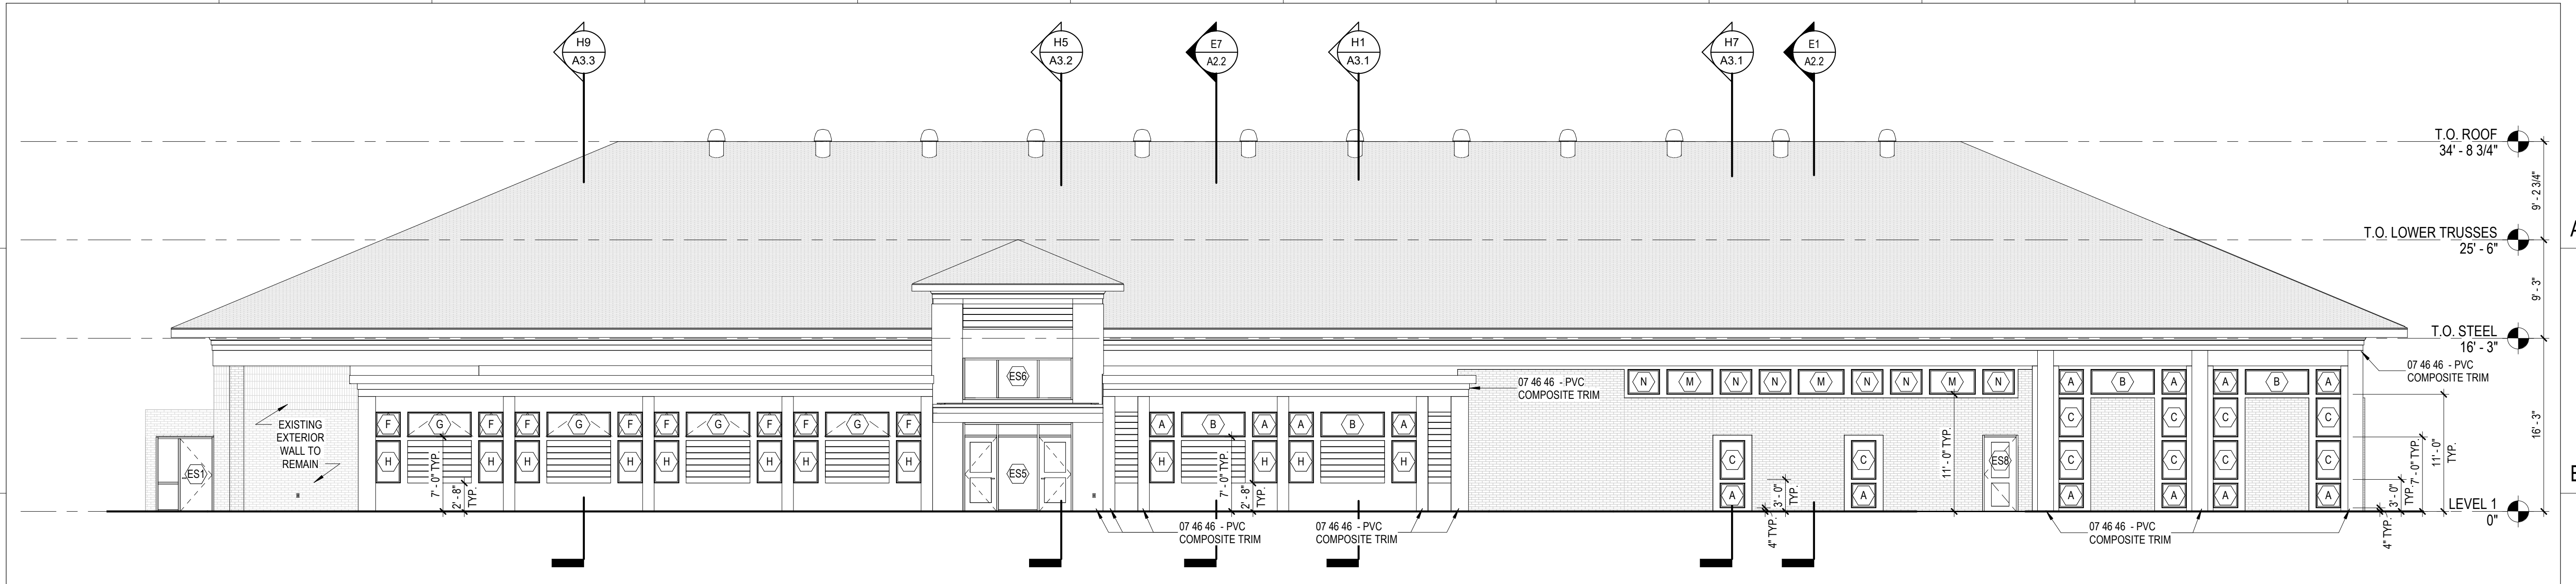 H9
A3.3
H5
A3.2
E7
A2.2
H1
A3.1
H7
A3.1
E1
A2.2
T.O. ROOF
34' - 8 3/4"
9' - 2 3/4"
A
T.O. LOWER TRUSSES
25' - 6"
9' - 3"
T.O. STEEL
16' - 3"
16' - 3"
07 46 46 - PVC
COMPOSITE TRIM
ES6
07 46 46 - PVC
COMPOSITE TRIM
N M N N M N N M N
A B A A B A
EXISTING
EXTERIOR
WALL TO
REMAIN
F G F F G F F G F F G F
A B A A B A
C C C C
ES1
H H H H H H H H
ES5
H H H H
C C
ES8
C C C C
A A
A A A A
7' - 0" TYP.
2' - 8"
TYP.
7' - 0" TYP.
2' - 8"
TYP.
11' - 0" TYP.
3' - 0"
TYP.
4" TYP.
11' - 0"
TYP.
7' - 0" TYP.
3' - 0"
TYP.
4" TYP.
E
LEVEL 1
0"
07 46 46 - PVC
COMPOSITE TRIM
07 46 46 - PVC
COMPOSITE TRIM
07 46 46 - PVC
COMPOSITE TRIM